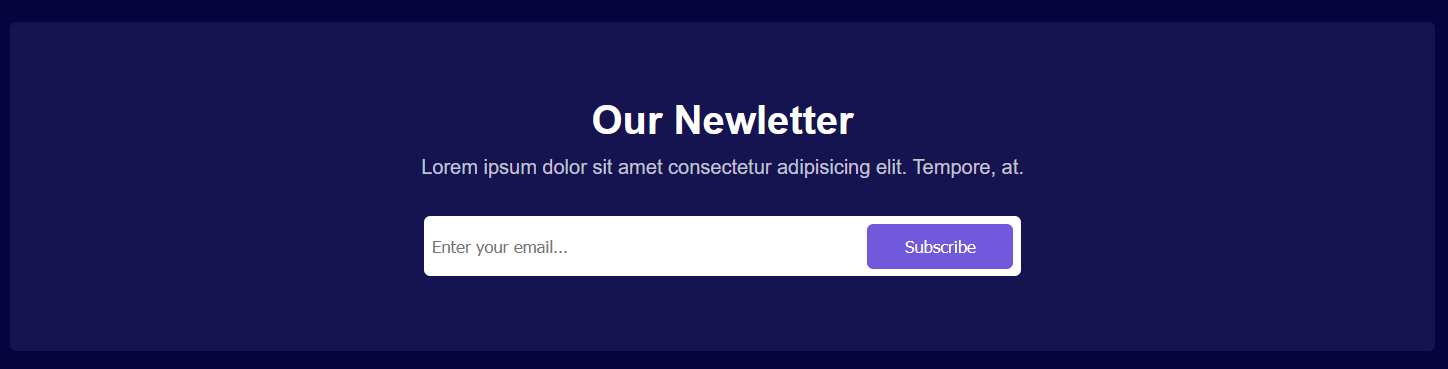 Our Newletter
Lorem ipsum dolor sit amet consectetur adipisicing elit. Tempore, at.
Enter your email...
Subscribe